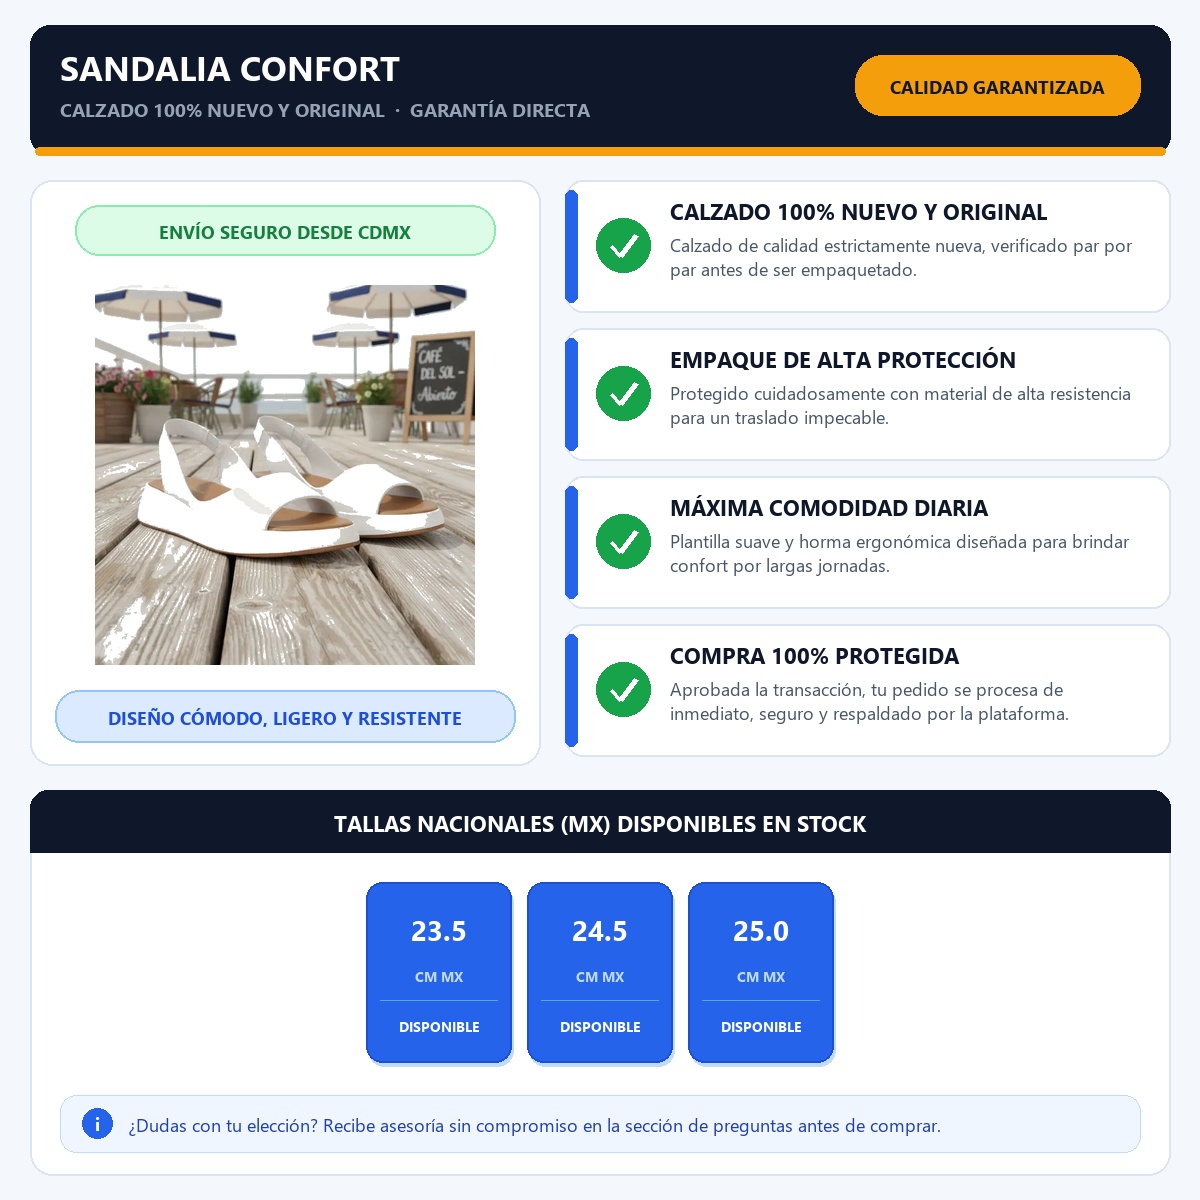 SANDALIA CONFORT
CALZADO 100% NUEVO Y ORIGINAL · GARANTÍA DIRECTA
CALIDAD GARANTIZADA
ENVÍO SEGURO DESDE CDMX
CAFÉ
DEL SOL –
Abierto
DISEÑO CÓMODO, LIGERO Y RESISTENTE
CALZADO 100% NUEVO Y ORIGINAL
Calzado de calidad estrictamente nueva, verificado par por
par antes de ser empaquetado.
EMPAQUE DE ALTA PROTECCIÓN
Protegido cuidadosamente con material de alta resistencia
para un traslado impecable.
MÁXIMA COMODIDAD DIARIA
Plantilla suave y horma ergonómica diseñada para brindar
confort por largas jornadas.
COMPRA 100% PROTEGIDA
Aprobada la transacción, tu pedido se procesa de
inmediato, seguro y respaldado por la plataforma.
TALLAS NACIONALES (MX) DISPONIBLES EN STOCK
23.5
CM MX
DISPONIBLE
24.5
CM MX
DISPONIBLE
25.0
CM MX
DISPONIBLE
¿Dudas con tu elección? Recibe asesoría sin compromiso en la sección de preguntas antes de comprar.